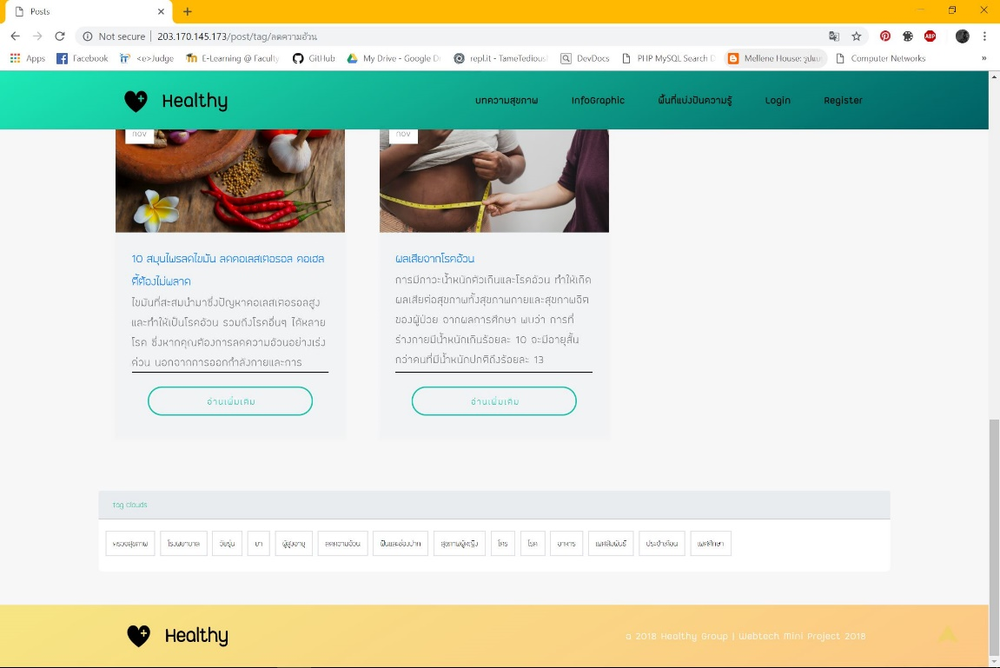 Posts
Not secure | 203.170.145.173/post/tag/ลดความอ้วน
Apps Facebook <e>Judge E-Learning @ Faculty GitHub My Drive - Google D repl.it - TameTedious DevDocs PHP MySQL Search D Mellene House: รูปแบ Computer Networks »
Healthy บทความสุขภาพ InfoGraphic พื้นที่แบ่งปันความรู้ Login Register
nov nov
10 สมุนไพรลดไขมัน ลดคอเลสเตอรอล คอเฮล
ตี้ต้องไม่พลาด
ไขมันที่สะสมนำมาซึ่งปัญหาคอเลสเตอรอลสูง
และทำให้เป็นโรคอ้วน รวมถึงโรคอื่นๆ ได้หลาย
โรค ซึ่งหากคุณต้องการลดความอ้วนอย่างเร่ง
ด่วน นอกจากการออกกำลังกายและการ
อ่านเพิ่มเติม
ผลเสียจากโรคอ้วน
การมีภาวะน้ำหนักตัวเกินและโรคอ้วน ทำให้เกิด
ผลเสียต่อสุขภาพทั้งสุขภาพกายและสุขภาพจิต
ของผู้ป่วย จากผลการศึกษา พบว่า การที่
ร่างกายมีน้ำหนักเกินร้อยละ 10 จะมีอายุสั้น
กว่าคนที่มีน้ำหนักปกติถึงร้อยละ 13
อ่านเพิ่มเติม
Tag Clouds
ตรวจสุขภาพ โรงพยาบาล วัยรุ่น ยา ผู้สูงอายุ ลดความอ้วน ฟันและช่องปาก สุขภาพผู้หญิง ใคร โรค อาหาร เพศสัมพันธ์ ประจำเดือน เพศศึกษา
Healthy a 2018 Healthy Group | Webtech Mini Project 2018